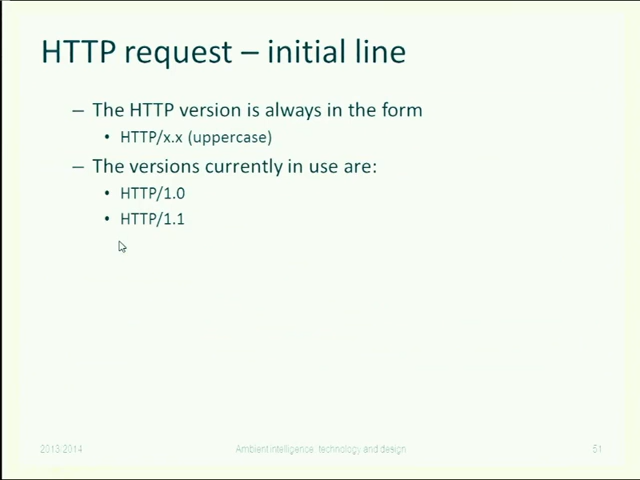 HTTP request – initial line
– The HTTP version is always in the form
• HTTP/x.x (uppercase)
– The versions currently in use are:
• HTTP/1.0
• HTTP/1.1
2013 2014
Ambient intelligence: technology and design
51